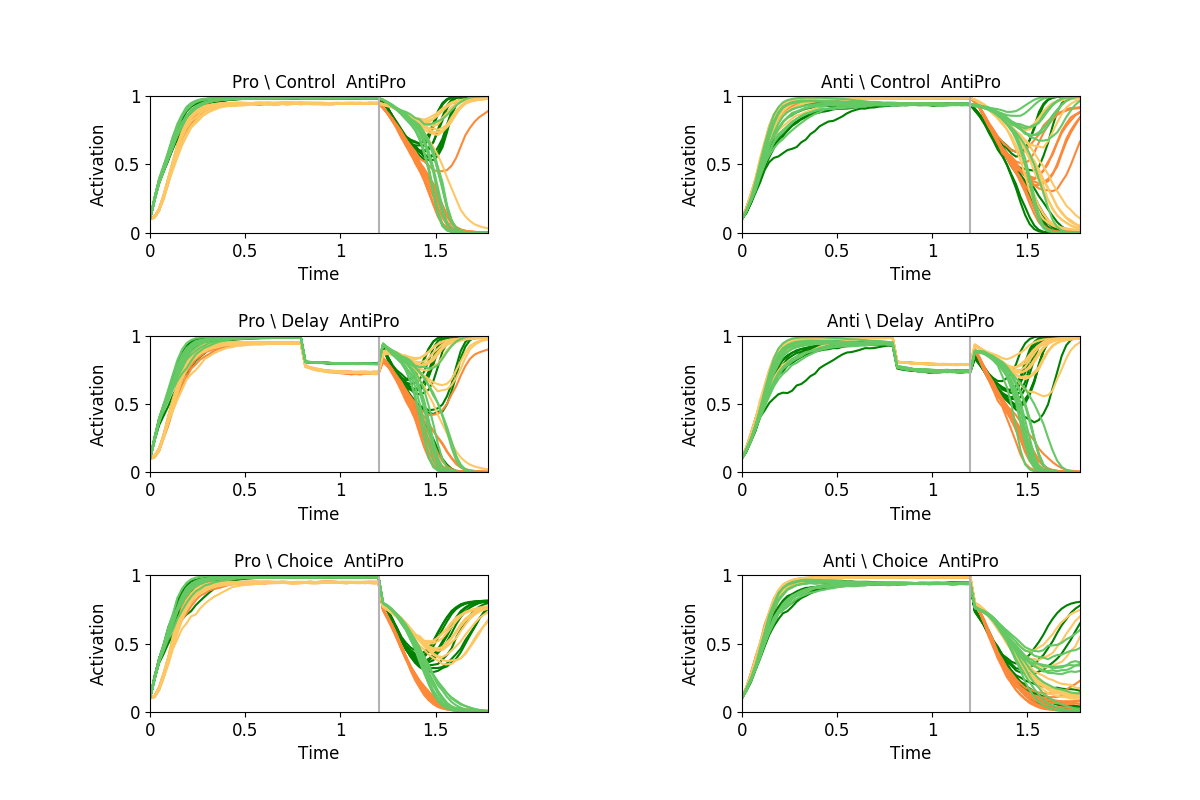 Pro \ Control  AntiPro
Anti \ Control  AntiPro
1
0.5
0
Activation
0
0.5
1
1.5
Time
1
0.5
0
Activation
0
0.5
1
1.5
Time
Pro \ Delay  AntiPro
Anti \ Delay  AntiPro
1
0.5
0
Activation
0
0.5
1
1.5
Time
1
0.5
0
Activation
0
0.5
1
1.5
Time
Pro \ Choice  AntiPro
Anti \ Choice  AntiPro
1
0.5
0
Activation
0
0.5
1
1.5
Time
1
0.5
0
Activation
0
0.5
1
1.5
Time